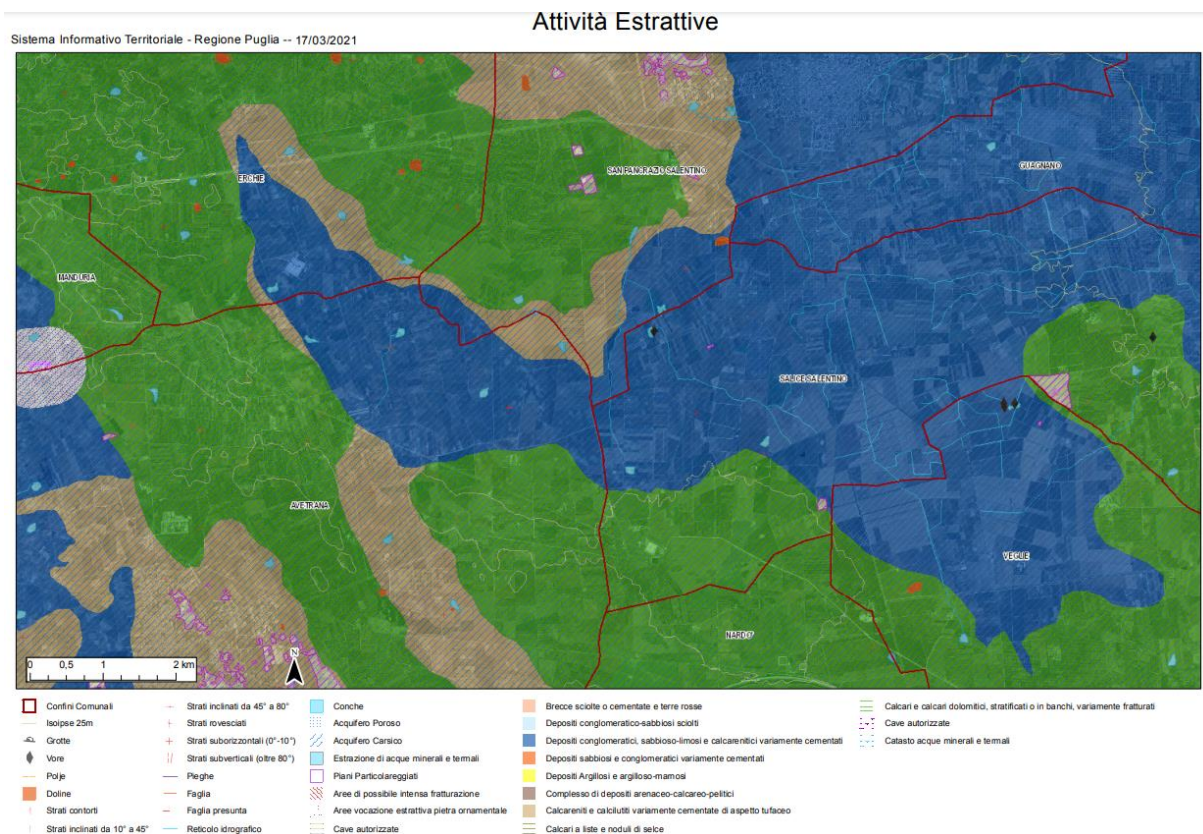 Attività Estrattive
Sistema Informativo Territoriale - Regione Puglia -- 17/03/2021
GUAGNANO
SAN PANCRAZIO SALENTINO
ERCHIE
MANDURIA
SALICE SALENTINO
AVETRANA
VEGLIE
NARDO'
0 0,5 1 2 km
N
Confini Comunali
Isoipse 25m
Grotte
Vore
Polje
Doline
Strati contorti
Strati inclinati da 10° a 45°
Strati inclinati da 45° a 80°
Strati rovesciati
Strati suborizzontali (0°-10°)
Strati subverticali (oltre 80°)
Pieghe
Faglia
Faglia presunta
Reticolo idrografico
Conche
Acquifero Poroso
Acquifero Carsico
Estrazione di acque minerali e termali
Piani Particolareggiati
Aree di possibile intensa fratturazione
Aree vocazione estrattiva pietra ornamentale
Cave autorizzate
Brecce sciolte o cementate e terre rosse
Depositi conglomeratico-sabbiosi sciolti
Depositi conglomeratici, sabbioso-limosi e calcarenitici variamente cementati
Depositi sabbiosi e conglomeratici variamente cementati
Depositi Argillosi e argilloso-marnosi
Complesso di depositi arenaceo-calcareo-pelitici
Calcareniti e calcilutiti variamente cementate di aspetto tufaceo
Calcari a liste e noduli di selce
Calcari e calcari dolomitici, stratificati o in banchi, variamente fratturati
Cave autorizzate
Catasto acque minerali e termali